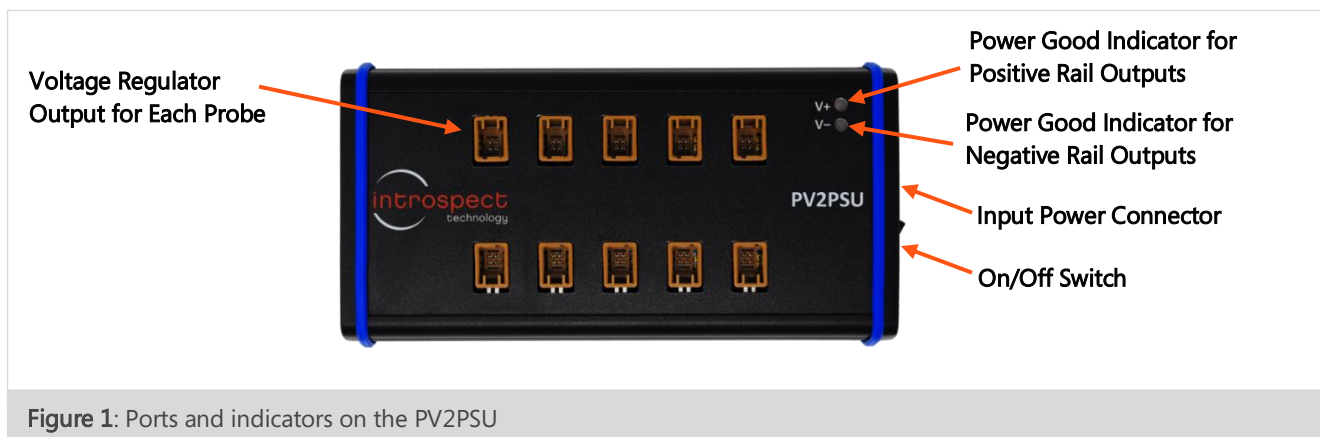 Voltage Regulator
Output for Each Probe
Power Good Indicator for
Positive Rail Outputs
V+
V−
Power Good Indicator for
Negative Rail Outputs
introspect
technology
PV2PSU
Input Power Connector
On/Off Switch
Figure 1: Ports and indicators on the PV2PSU